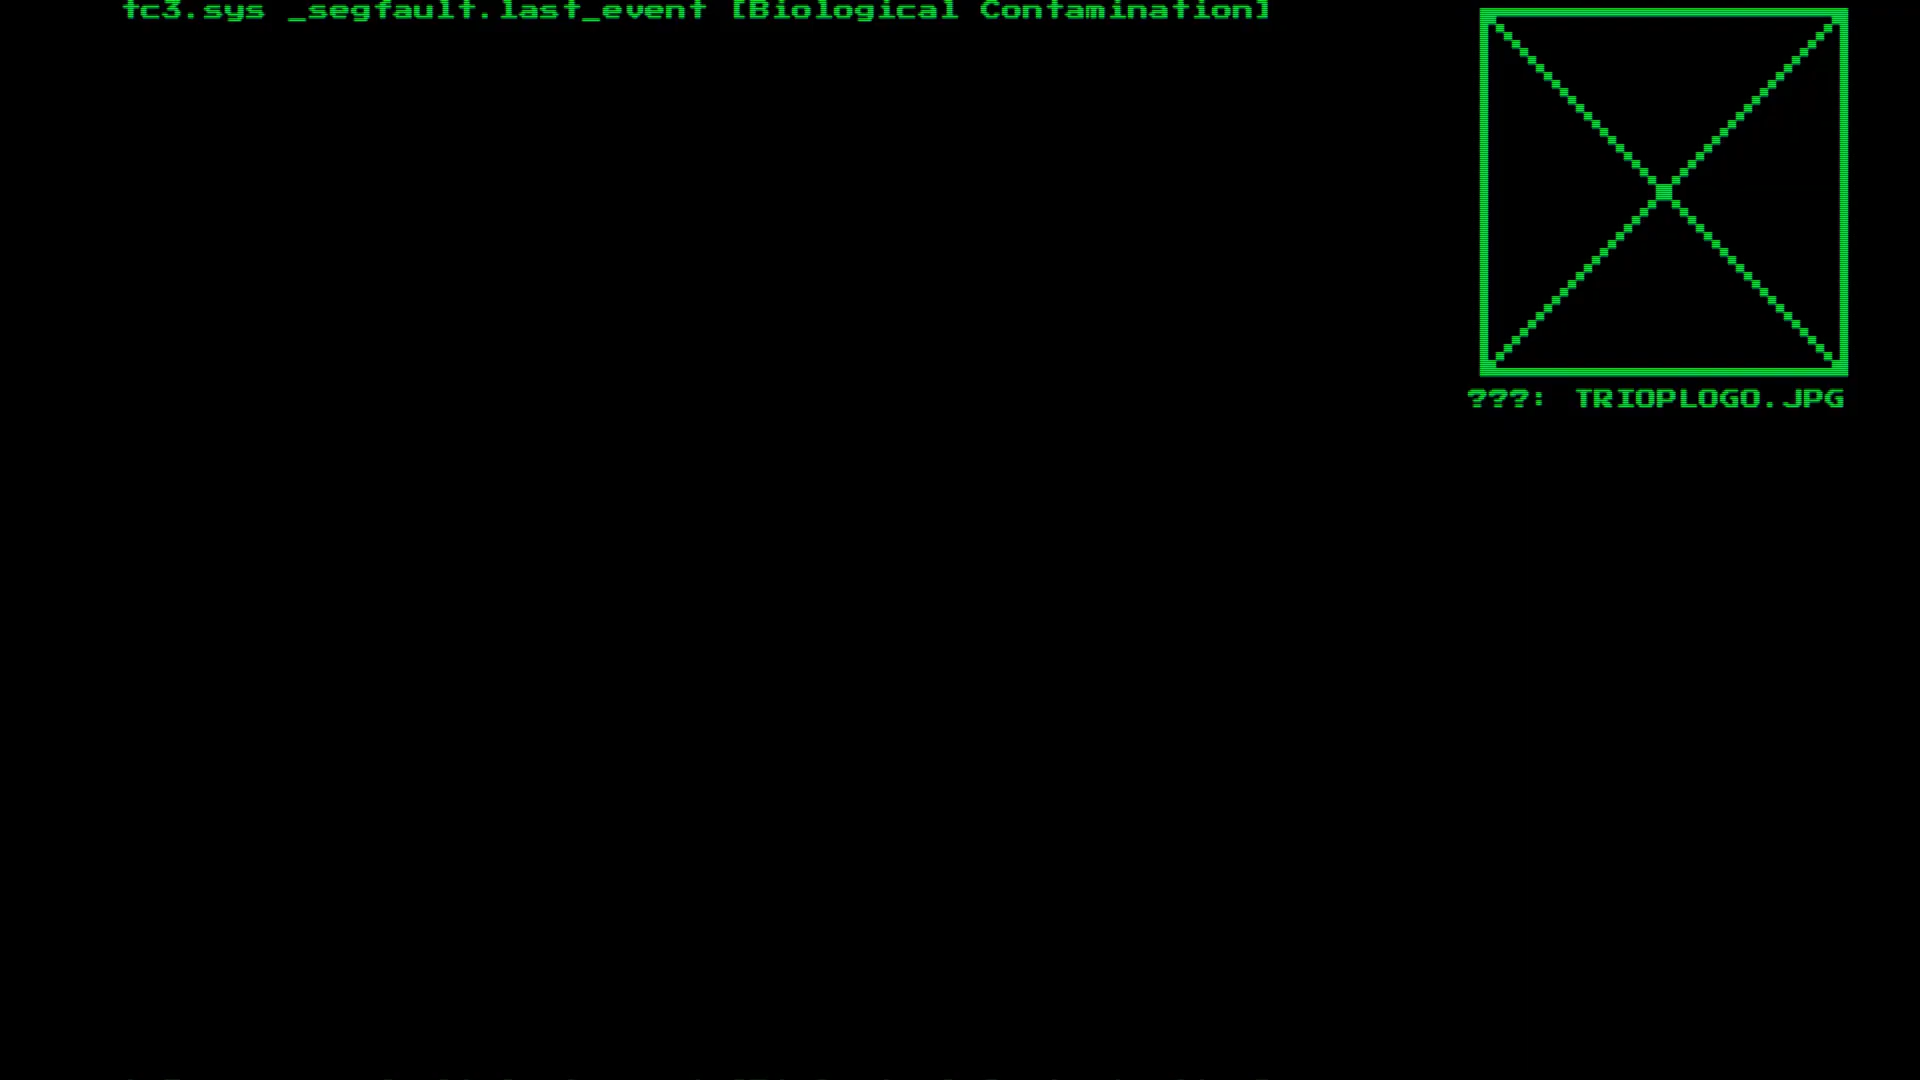 tc3.sys _segfault.last_event [Biological Contamination]
???: TRIOPLOGO.JPG